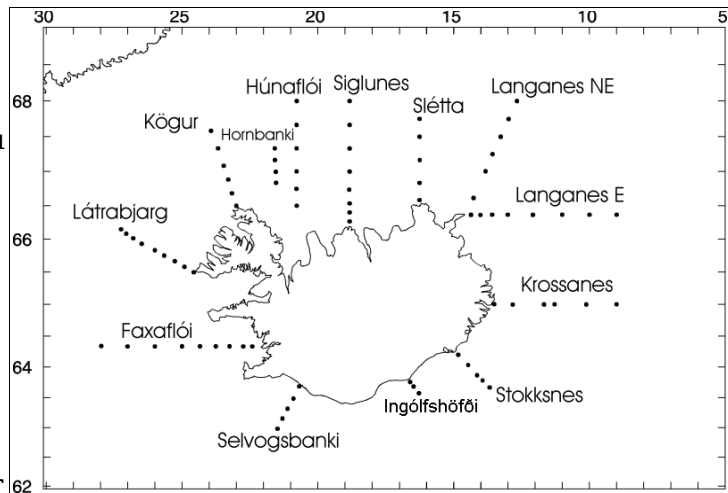 30 25 20 15 10 5
Húnaflói Siglunes Langanes NE
68
Slétta
Kögur
Hornbanki
Langanes E
Látrabjarg
66
Krossanes
Faxaflói
64
Stokksnes
Ingólfshöfði
Selvogsbanki
62